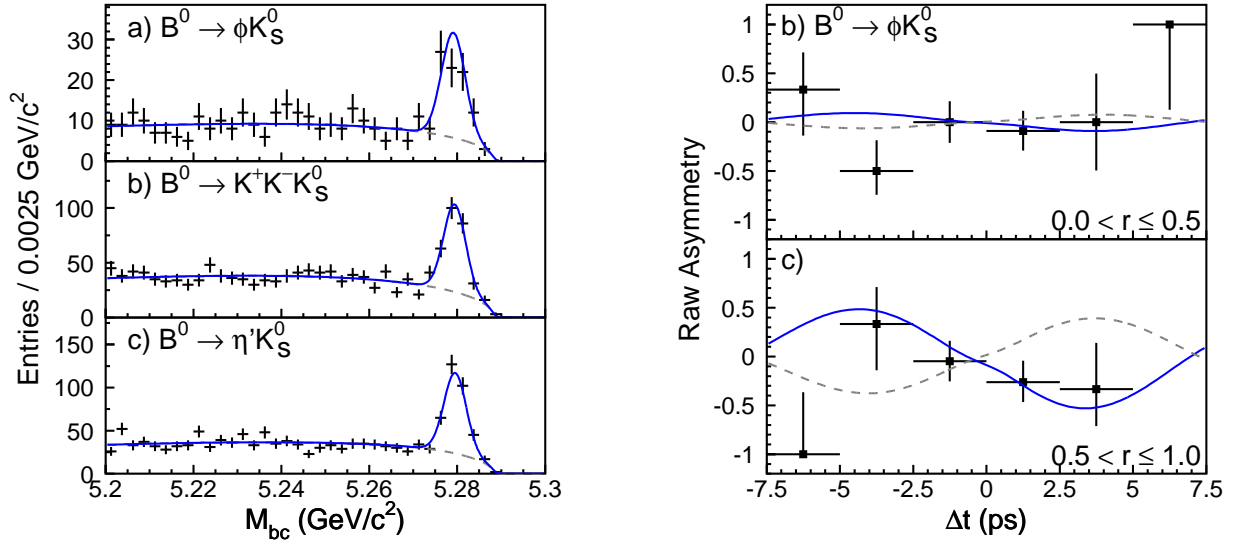 Entries / 0.0025 GeV/c²
a) B⁰ → ϕK⁰S
30
20
10
0
b) B⁰ → K⁺K⁻K⁰S
100
50
0
c) B⁰ → η’K⁰S
150
100
50
0
5.2 5.22 5.24 5.26 5.28 5.3
Mbc (GeV/c²)
Raw Asymmetry
b) B⁰ → ϕK⁰S
1
0.5
0
-0.5
-1
0.0 < r ≤ 0.5
c)
1
0.5
0
-0.5
-1
0.5 < r ≤ 1.0
-7.5 -5 -2.5 0 2.5 5 7.5
Δt (ps)